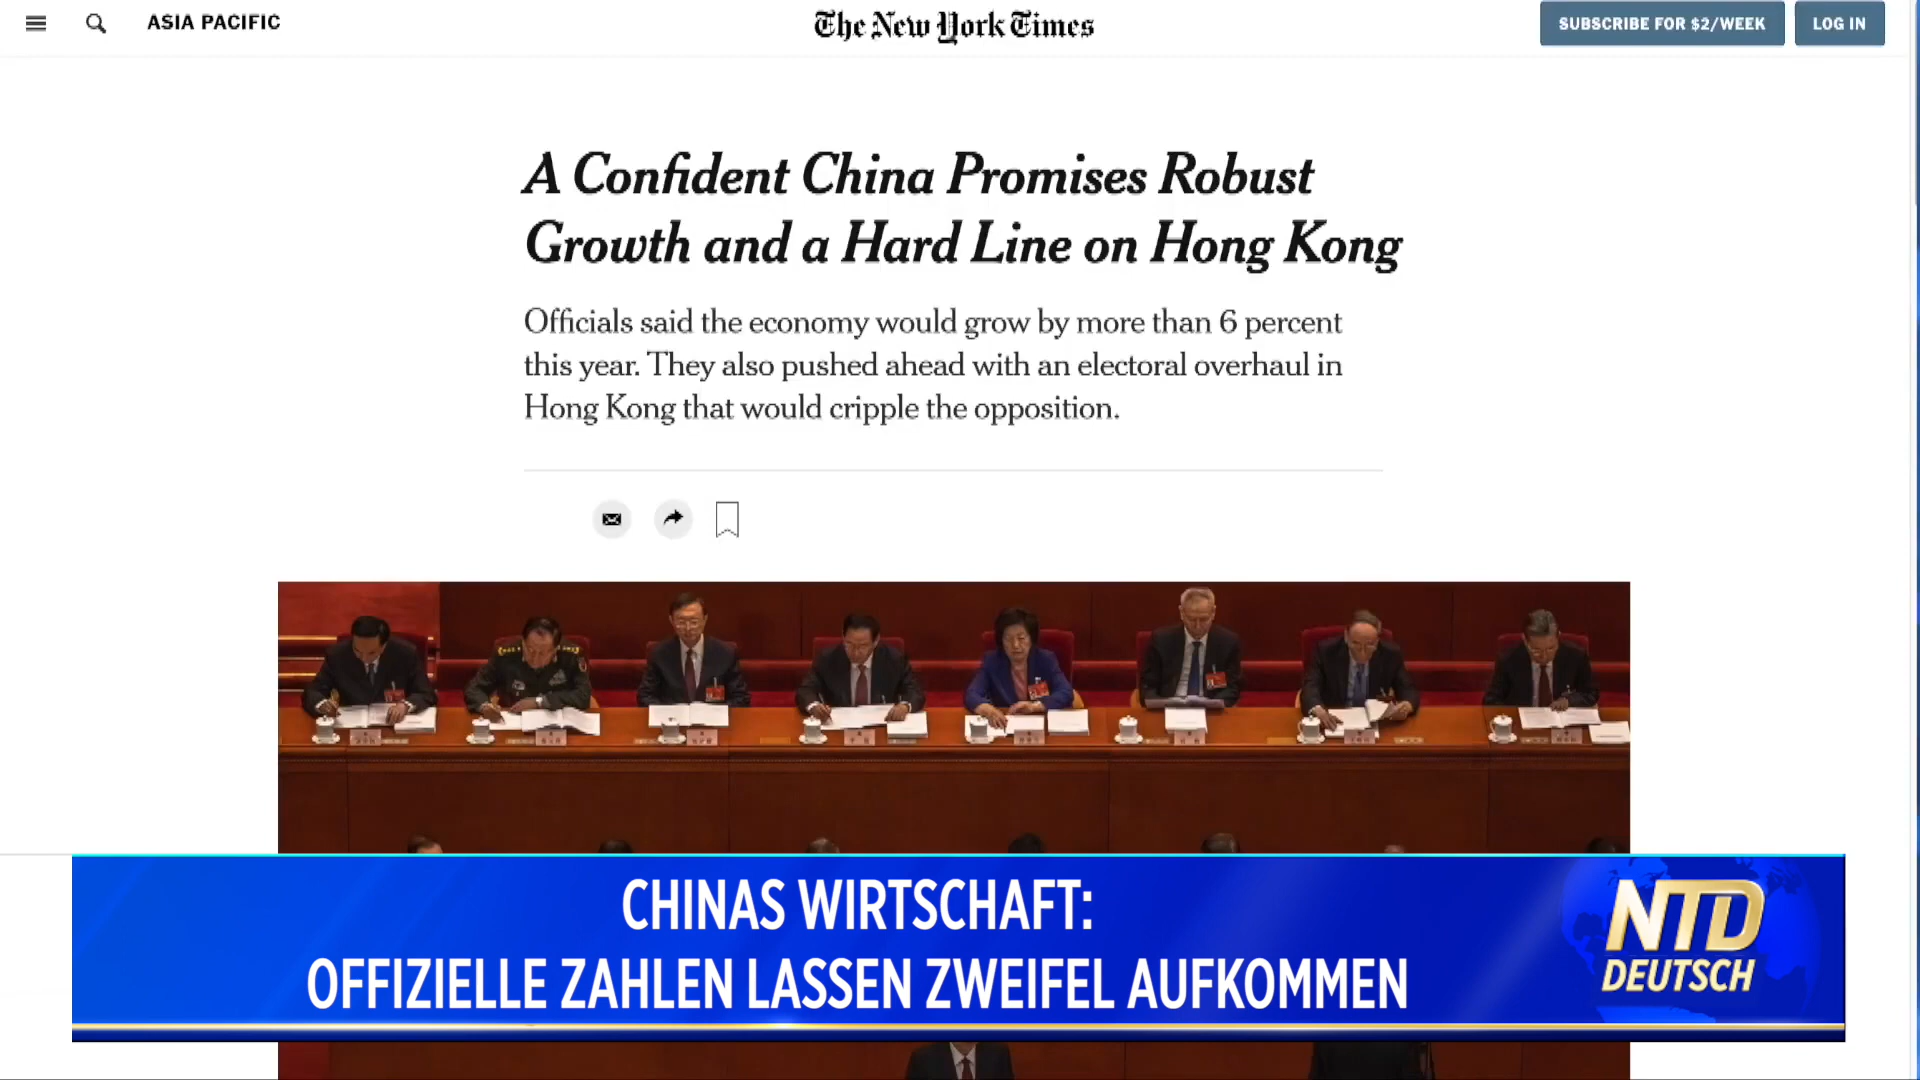 ASIA PACIFIC
The New York Times
SUBSCRIBE FOR $2/WEEK
LOG IN
A Confident China Promises Robust
Growth and a Hard Line on Hong Kong
Officials said the economy would grow by more than 6 percent
this year. They also pushed ahead with an electoral overhaul in
Hong Kong that would cripple the opposition.
CHINAS WIRTSCHAFT:
OFFIZIELLE ZAHLEN LASSEN ZWEIFEL AUFKOMMEN
NTD
DEUTSCH